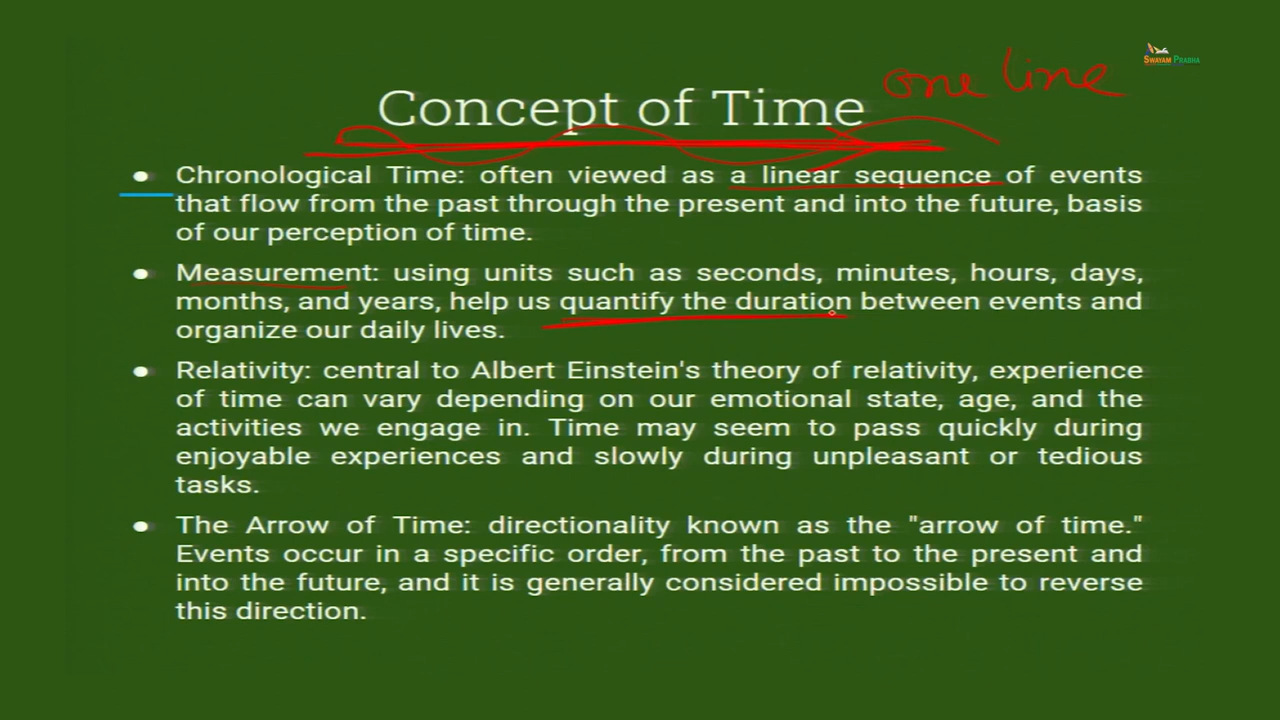 one line
SWAYAM PRABHA
Concept of Time
● Chronological Time: often viewed as a linear sequence of events
that flow from the past through the present and into the future, basis
of our perception of time.
● Measurement: using units such as seconds, minutes, hours, days,
months, and years, help us quantify the duration between events and
organize our daily lives.
● Relativity: central to Albert Einstein's theory of relativity, experience
of time can vary depending on our emotional state, age, and the
activities we engage in. Time may seem to pass quickly during
enjoyable experiences and slowly during unpleasant or tedious
tasks.
● The Arrow of Time: directionality known as the "arrow of time."
Events occur in a specific order, from the past to the present and
into the future, and it is generally considered impossible to reverse
this direction.